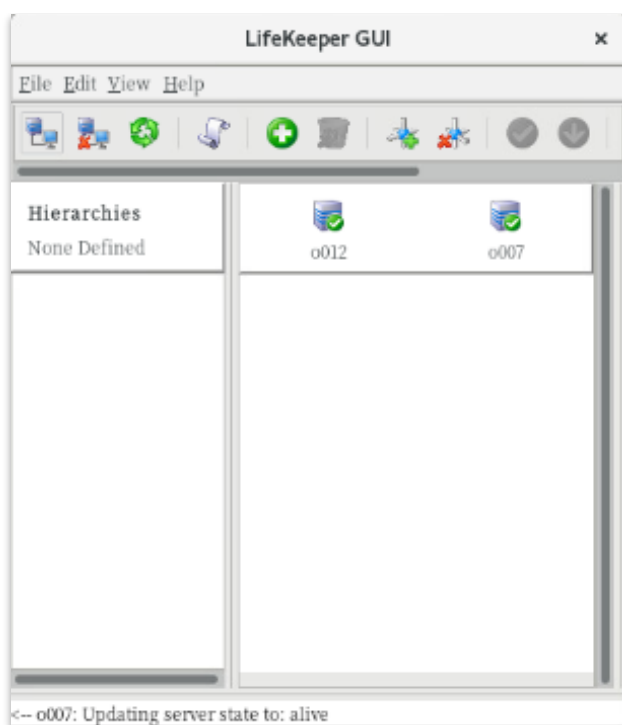 LifeKeeper GUI
File Edit View Help
Hierarchies
None Defined
o012
o007
<-- o007: Updating server state to: alive